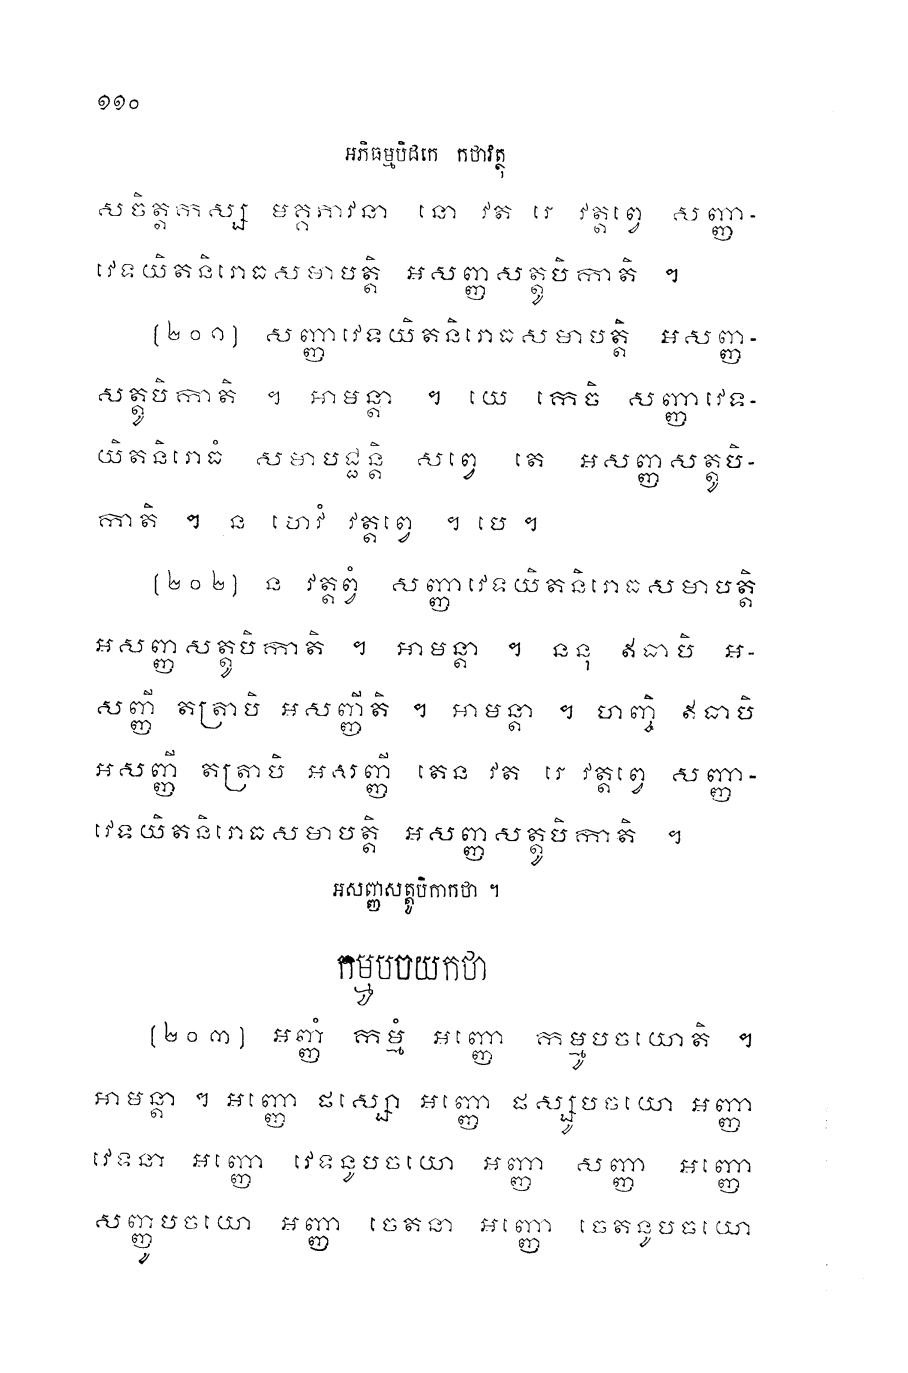 ១១០
អភិធម្មបិដកេ កថាវត្ថុ
សចិត្តកស្ស មគ្គភាវនា នោ វត រេ វត្តព្វេ សញ្ញា-
វេទយិតនិរោធសមាបត្តិ អសញ្ញសត្តូបិកាតិ ។
(២០១) សញ្ញាវេទយិតនិរោធសមាបត្តិ អសញ្ញ-
សត្តូបិកាតិ ។ អាមន្តា ។ យេ កេចិ សញ្ញាវេទ-
យិតនិរោធំ សមាបជ្ជន្តិ សព្វេ តេ អសញ្ញសត្តូបិ-
កាតិ ។ ន ហេវំ វត្តព្វេ ។ បេ ។
(២០២) ន វត្តព្វំ សញ្ញាវេទយិតនិរោធសមាបត្តិ
អសញ្ញសត្តូបិកាតិ ។ អាមន្តា ។ ននុ ឥធាបិ អ-
សញ្ញី តត្រាបិ អសញ្ញីតិ ។ អាមន្តា ។ ហញ្ចិ ឥធាបិ
អសញ្ញី តត្រាបិ អសញ្ញី តេន វត រេ វត្តព្វេ សញ្ញា-
វេទយិតនិរោធសមាបត្តិ អសញ្ញសត្តូបិកាតិ ។
អសញ្ញសត្តូបិកាកថា ។
កម្មូបចយកថា
(២០៣) អញ្ញំ កម្មំ អញ្ញោ កម្មូបចយោតិ ។
អាមន្តា ។ អញ្ញោ ផស្សោ អញ្ញោ ផស្សូបចយោ អញ្ញា
វេទនា អញ្ញោ វេទនូបចយោ អញ្ញា សញ្ញា អញ្ញោ
សញ្ញូបចយោ អញ្ញា ចេតនា អញ្ញោ ចេតនូបចយោ